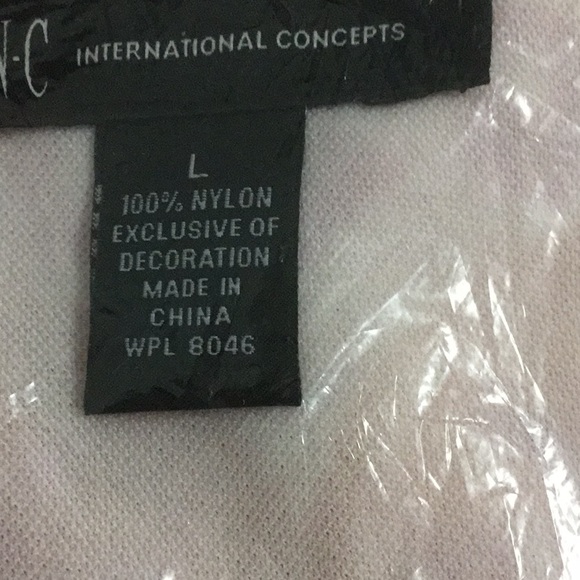 N·C INTERNATIONAL CONCEPTS
L
100% NYLON
EXCLUSIVE OF
DECORATION
MADE IN
CHINA
WPL 8046